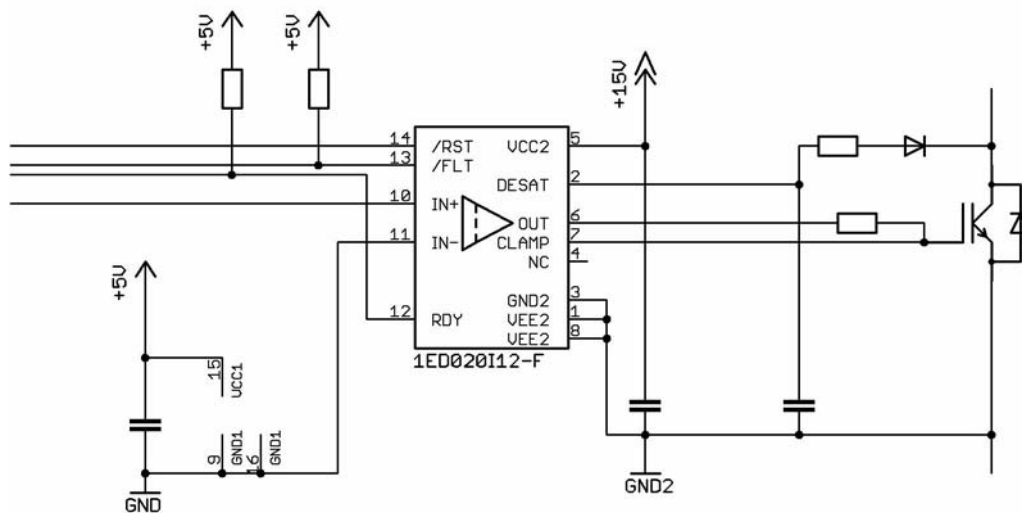 +5V
+5V
+15V
14 /RST
13 /FLT
10 IN+
11 IN-
12 RDY
VCC2 5
DESAT 2
OUT 6
CLAMP 7
NC 4
GND2 3
VEE2 1
VEE2 8
1ED020I12-F
+5V
15
VCC1
9
GND1
16
GND1
GND
GND2